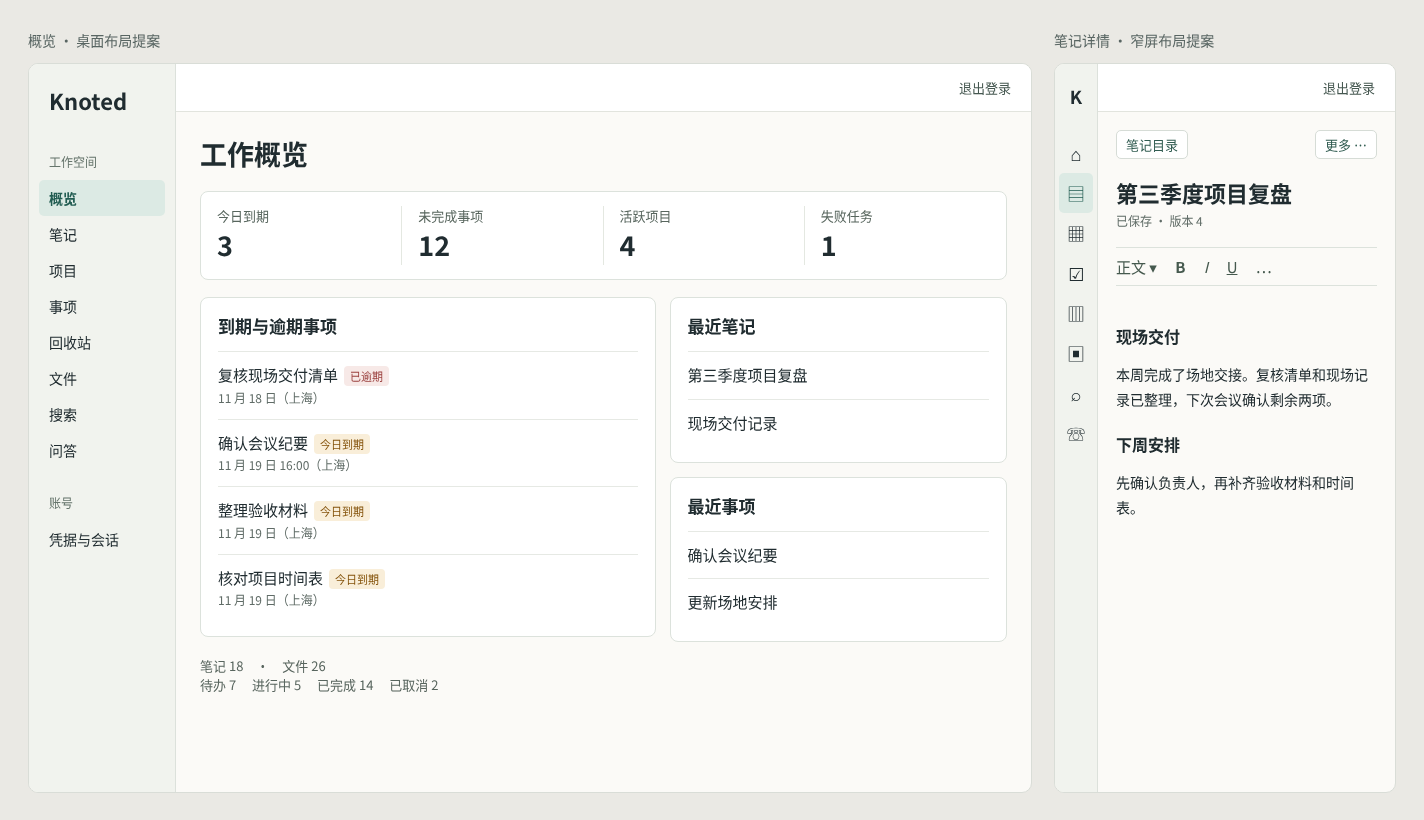 概览 · 桌面布局提案
Knoted
工作空间
概览
笔记
项目
事项
回收站
文件
搜索
问答
账号
凭据与会话
退出登录
工作概览
今日到期
3
未完成事项
12
活跃项目
4
失败任务
1
到期与逾期事项
复核现场交付清单 已逾期
11 月 18 日（上海）
确认会议纪要 今日到期
11 月 19 日 16:00（上海）
整理验收材料 今日到期
11 月 19 日（上海）
核对项目时间表 今日到期
11 月 19 日（上海）
最近笔记
第三季度项目复盘
现场交付记录
最近事项
确认会议纪要
更新场地安排
笔记 18 · 文件 26
待办 7 进行中 5 已完成 14 已取消 2
笔记详情 · 窄屏布局提案
K
退出登录
笔记目录 更多 ···
第三季度项目复盘
已保存 · 版本 4
正文 ▾ B I U …
现场交付
本周完成了场地交接。复核清单和现场记
录已整理，下次会议确认剩余两项。
下周安排
先确认负责人，再补齐验收材料和时间
表。